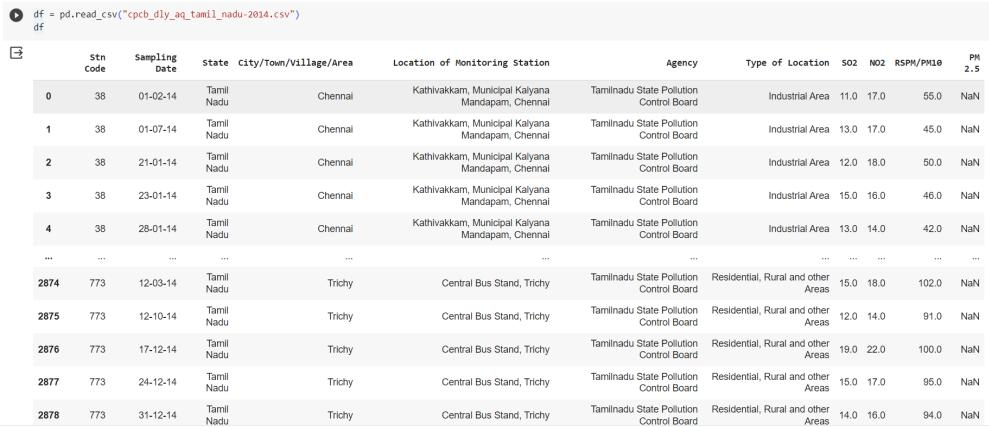 df = pd.read_csv("cpcb_dly_aq_tamil_nadu-2014.csv")
df
Stn Code Sampling Date State City/Town/Village/Area Location of Monitoring Station Agency Type of Location SO2 NO2 RSPM/PM10 PM 2.5
0 38 01-02-14 Tamil Nadu Chennai Kathivakkam, Municipal Kalyana Mandapam, Chennai Tamilnadu State Pollution Control Board Industrial Area 11.0 17.0 55.0 NaN
1 38 01-07-14 Tamil Nadu Chennai Kathivakkam, Municipal Kalyana Mandapam, Chennai Tamilnadu State Pollution Control Board Industrial Area 13.0 17.0 45.0 NaN
2 38 21-01-14 Tamil Nadu Chennai Kathivakkam, Municipal Kalyana Mandapam, Chennai Tamilnadu State Pollution Control Board Industrial Area 12.0 18.0 50.0 NaN
3 38 23-01-14 Tamil Nadu Chennai Kathivakkam, Municipal Kalyana Mandapam, Chennai Tamilnadu State Pollution Control Board Industrial Area 15.0 16.0 46.0 NaN
4 38 28-01-14 Tamil Nadu Chennai Kathivakkam, Municipal Kalyana Mandapam, Chennai Tamilnadu State Pollution Control Board Industrial Area 13.0 14.0 42.0 NaN
... ... ... ... ... ... ... ... ... ... ... ...
2874 773 12-03-14 Tamil Nadu Trichy Central Bus Stand, Trichy Tamilnadu State Pollution Control Board Residential, Rural and other Areas 15.0 18.0 102.0 NaN
2875 773 12-10-14 Tamil Nadu Trichy Central Bus Stand, Trichy Tamilnadu State Pollution Control Board Residential, Rural and other Areas 12.0 14.0 91.0 NaN
2876 773 17-12-14 Tamil Nadu Trichy Central Bus Stand, Trichy Tamilnadu State Pollution Control Board Residential, Rural and other Areas 19.0 22.0 100.0 NaN
2877 773 24-12-14 Tamil Nadu Trichy Central Bus Stand, Trichy Tamilnadu State Pollution Control Board Residential, Rural and other Areas 15.0 17.0 95.0 NaN
2878 773 31-12-14 Tamil Nadu Trichy Central Bus Stand, Trichy Tamilnadu State Pollution Control Board Residential, Rural and other Areas 14.0 16.0 94.0 NaN